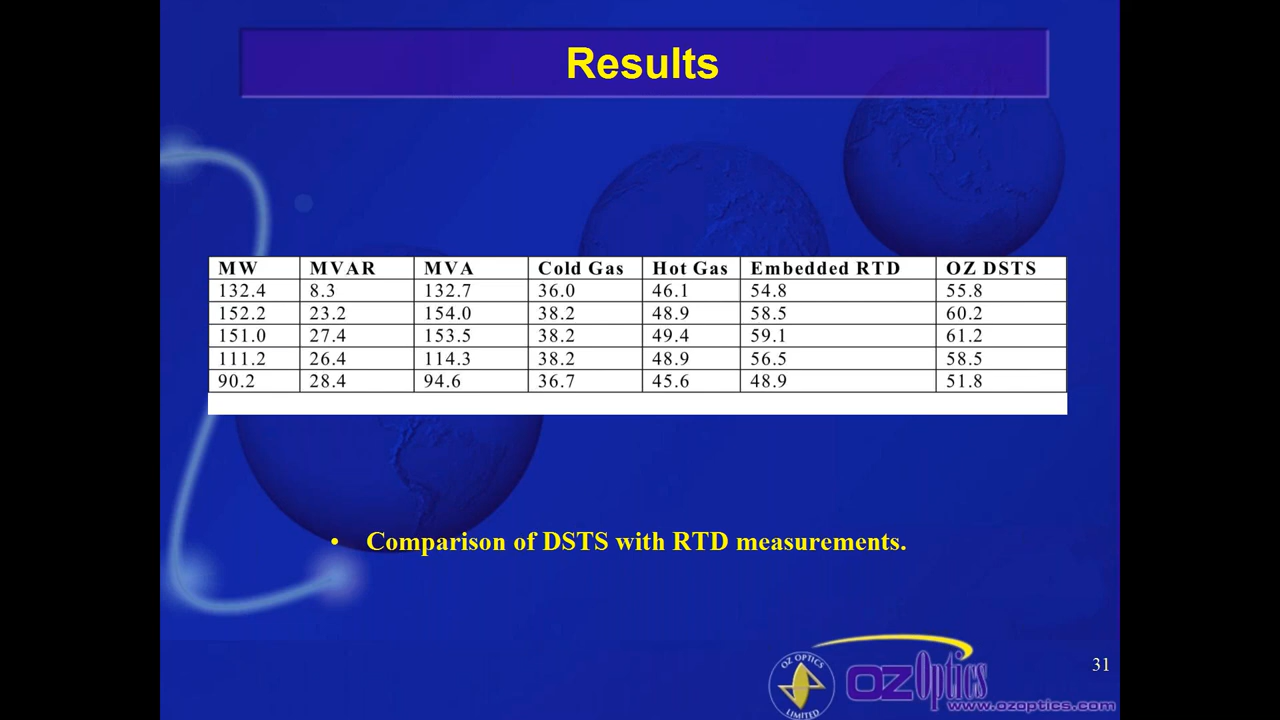 Results
MW MVAR MVA Cold Gas Hot Gas Embedded RTD OZ DSTS
132.4 8.3 132.7 36.0 46.1 54.8 55.8
152.2 23.2 154.0 38.2 48.9 58.5 60.2
151.0 27.4 153.5 38.2 49.4 59.1 61.2
111.2 26.4 114.3 38.2 48.9 56.5 58.5
90.2 28.4 94.6 36.7 45.6 48.9 51.8
• Comparison of DSTS with RTD measurements.
31
OZ OPTICS
LIMITED
OZ Optics
www.ozoptics.com